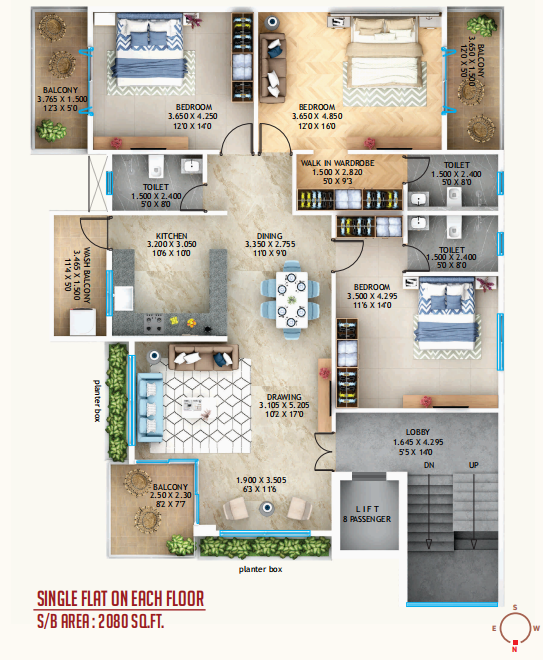 BALCONY
3.765 X 1.500
12'3 X 5'0
BEDROOM
3.650 X 4.250
12'0 X 14'0
BEDROOM
3.650 X 4.850
12'0 X 16'0
BALCONY
3.650 X 1.500
12'0 X 5'0
TOILET
1.500 X 2.400
5'0 X 8'0
WALK IN WARDROBE
1.500 X 2.820
5'0 X 9'3
TOILET
1.500 X 2.400
5'0 X 8'0
KITCHEN
3.200 X 3.050
10'6 X 10'0
DINING
3.350 X 2.755
11'0 X 9'0
TOILET
1.500 X 2.400
5'0 X 8'0
WASH BALCONY
3.465 X 1.500
11'4 X 5'0
BEDROOM
3.500 X 4.295
11'6 X 14'0
planter box
DRAWING
3.105 X 5.205
10'2 X 17'0
LOBBY
1.645 X 4.295
5'5 X 14'0
DN
UP
BALCONY
2.50 X 2.30
8'2 X 7'7
1.900 X 3.505
6'3 X 11'6
LIFT
8 PASSENGER
planter box
SINGLE FLAT ON EACH FLOOR
S/B AREA : 2080 SQ.FT.
S
E
W
N